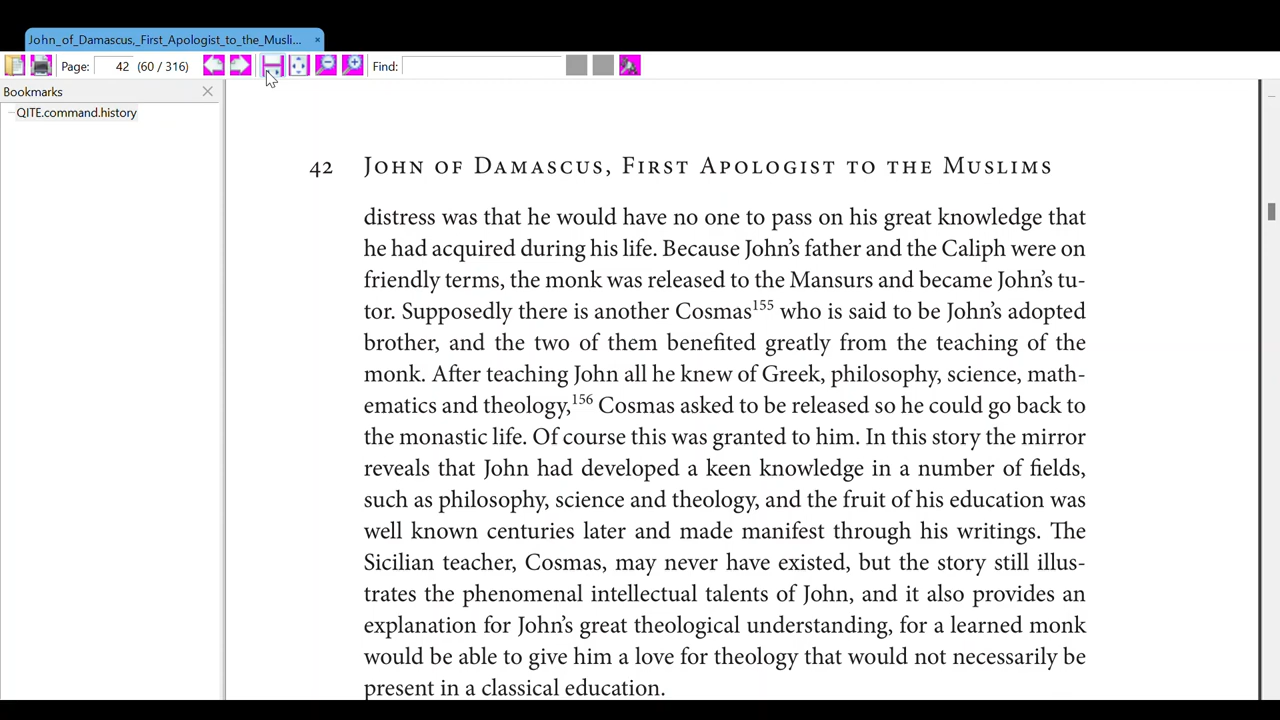 John_of_Damascus,_First_Apologist_to_the_Musli... ×
Page: 42 (60 / 316) Find:
Bookmarks
QITE.command.history
42 JOHN OF DAMASCUS, FIRST APOLOGIST TO THE MUSLIMS
distress was that he would have no one to pass on his great knowledge that
he had acquired during his life. Because John’s father and the Caliph were on
friendly terms, the monk was released to the Mansurs and became John’s tu-
tor. Supposedly there is another Cosmas155 who is said to be John’s adopted
brother, and the two of them benefited greatly from the teaching of the
monk. After teaching John all he knew of Greek, philosophy, science, math-
ematics and theology,156 Cosmas asked to be released so he could go back to
the monastic life. Of course this was granted to him. In this story the mirror
reveals that John had developed a keen knowledge in a number of fields,
such as philosophy, science and theology, and the fruit of his education was
well known centuries later and made manifest through his writings. The
Sicilian teacher, Cosmas, may never have existed, but the story still illus-
trates the phenomenal intellectual talents of John, and it also provides an
explanation for John’s great theological understanding, for a learned monk
would be able to give him a love for theology that would not necessarily be
present in a classical education.